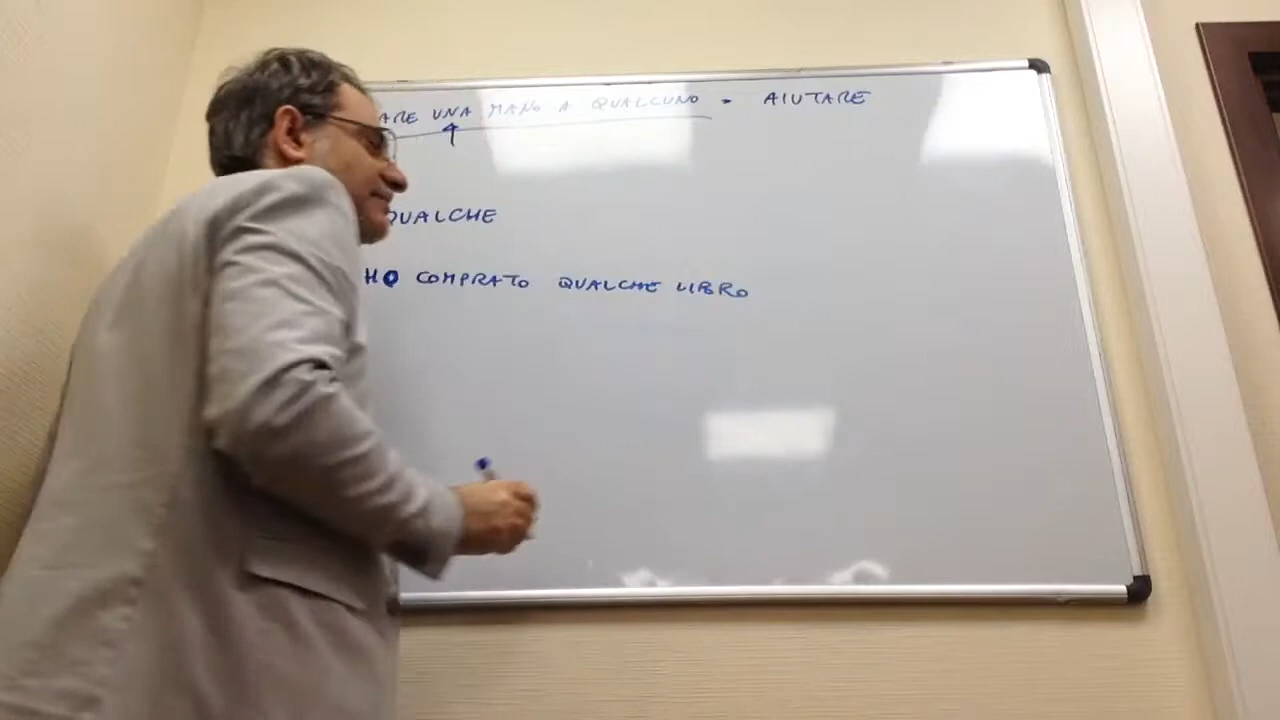 ARE UNA MANO A QUALCUNO = AIUTARE
QUALCHE
HO COMPRATO QUALCHE LIBRO